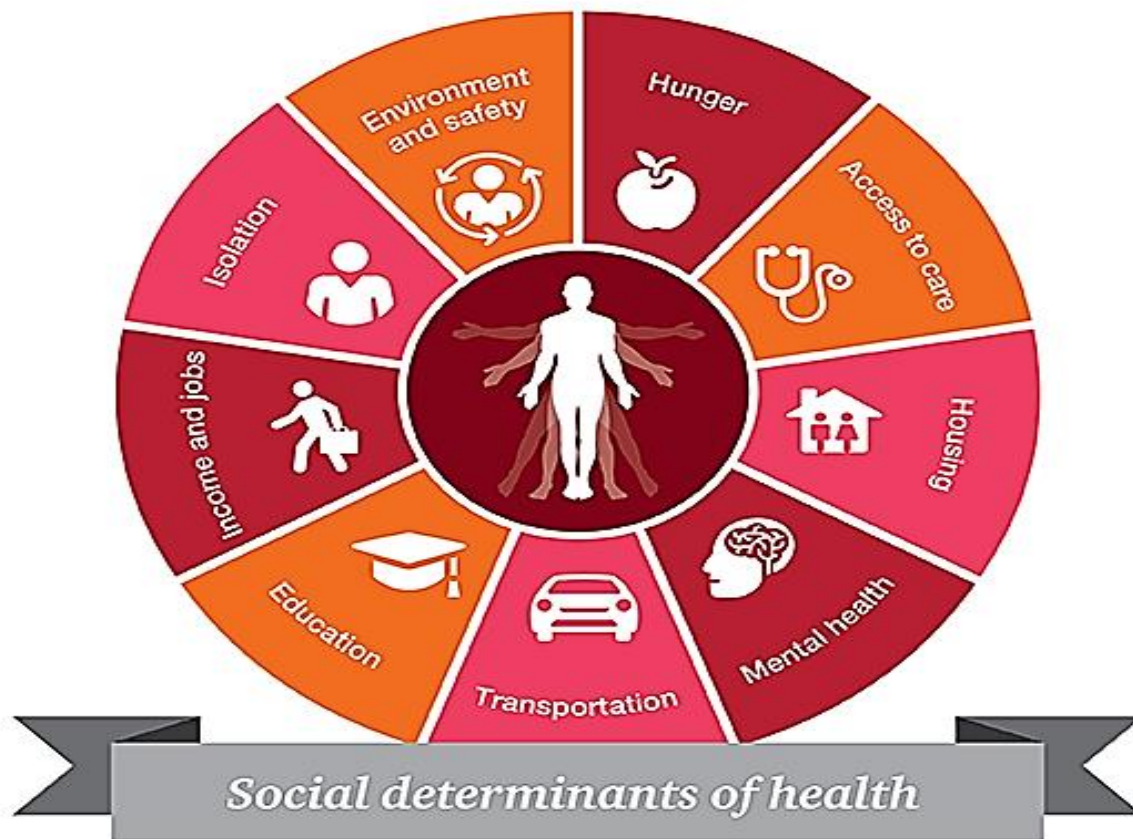 Environment
and safety
Hunger
Access to care
Housing
Mental health
Transportation
Education
Income and jobs
Isolation
Social determinants of health